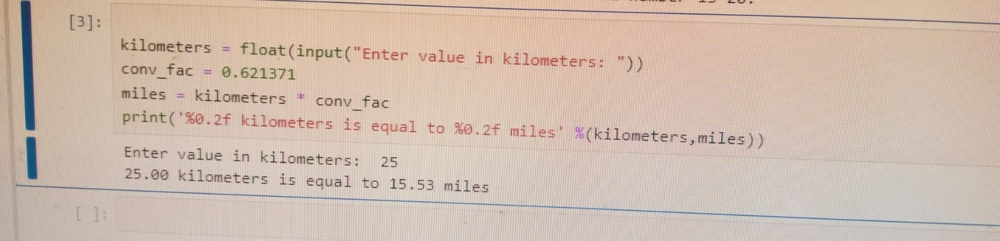 is 20.
[3]:
kilometers = float(input("Enter value in kilometers: "))
conv_fac = 0.621371
miles = kilometers * conv_fac
print('%0.2f kilometers is equal to %0.2f miles' %(kilometers,miles))
Enter value in kilometers:  25
25.00 kilometers is equal to 15.53 miles
[ ]: